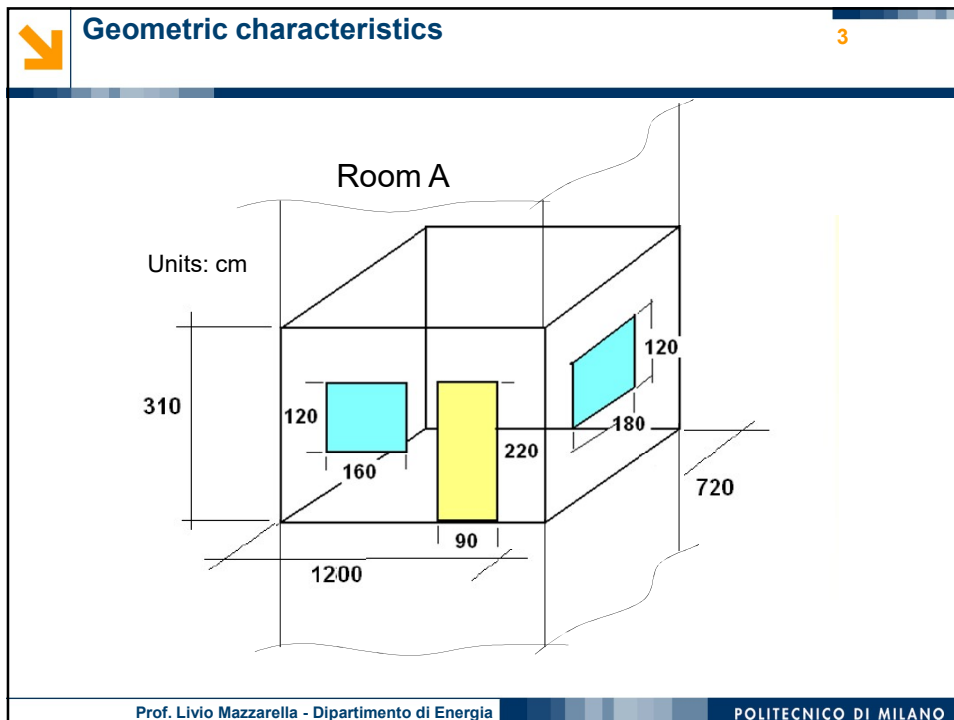 Geometric characteristics
3
Room A
Units: cm
310
120
160
220
90
1200
120
180
720
Prof. Livio Mazzarella - Dipartimento di Energia
POLITECNICO DI MILANO